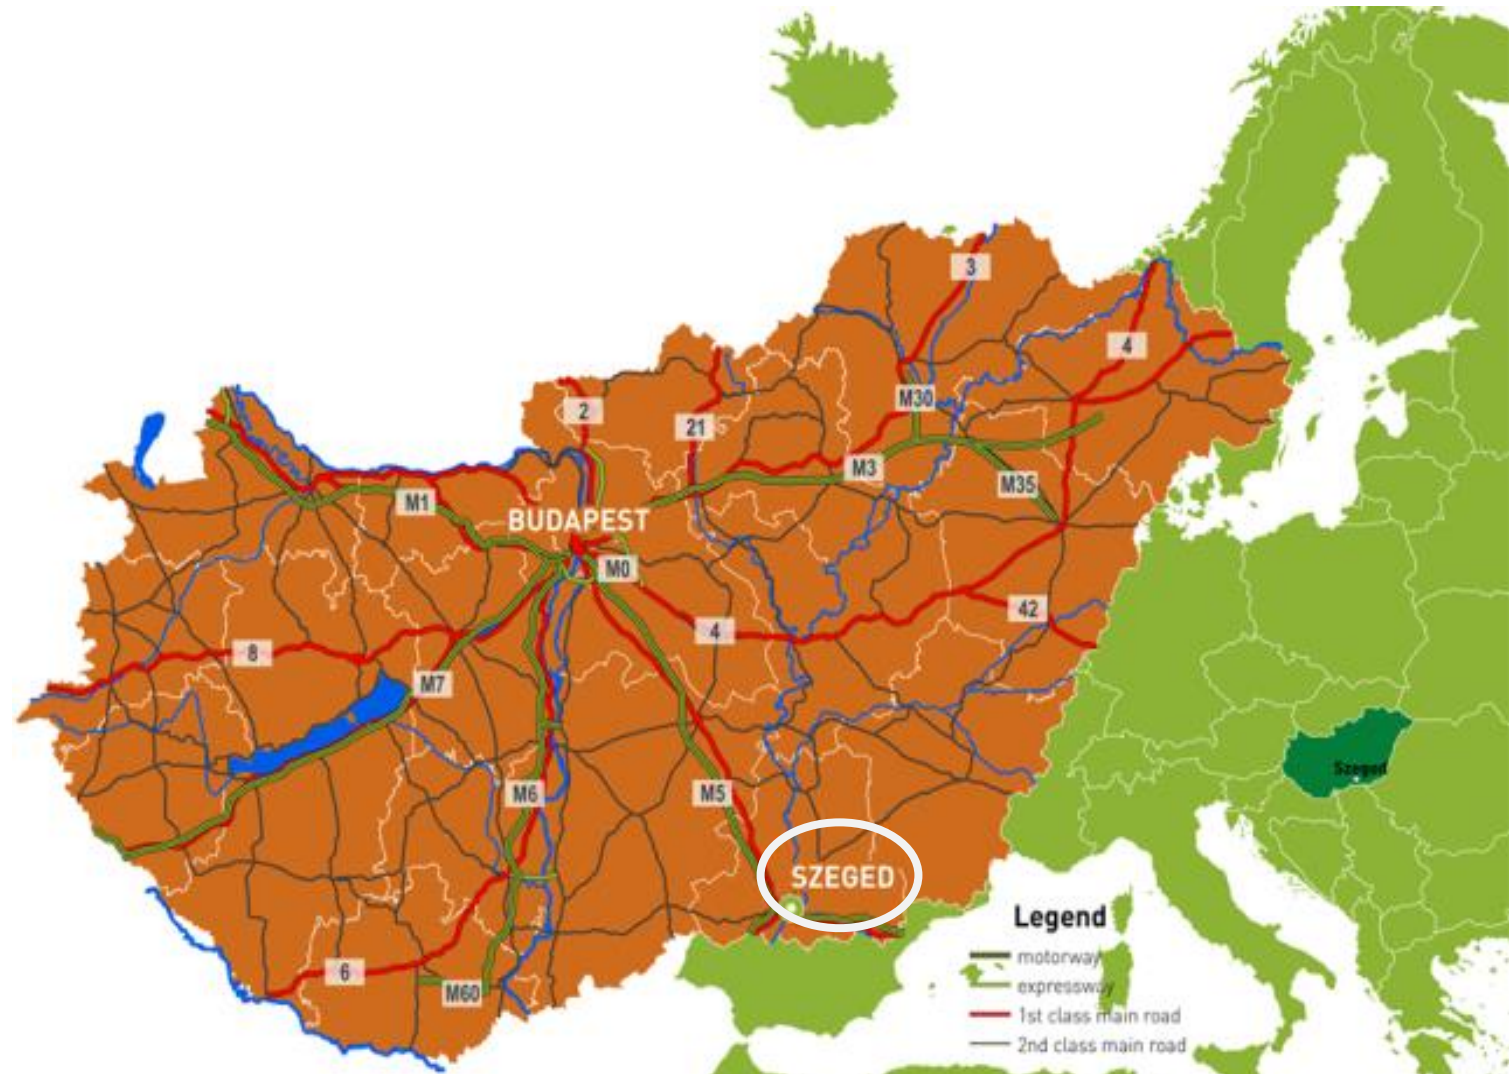 3
4
2
M30
21
M3
M1
M35
BUDAPEST
M0
42
4
8
M7
M6
M5
Szeged
SZEGED
Legend
motorway
expressway
1st class main road
2nd class main road
6
M60